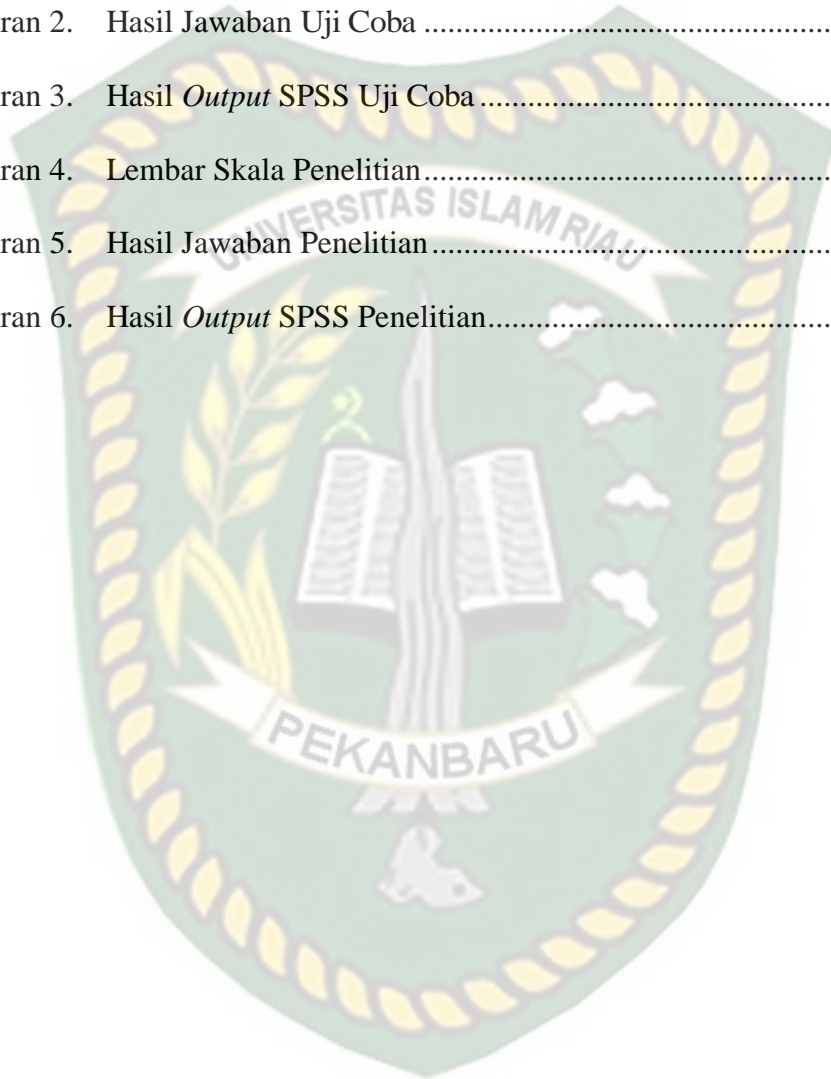 ran 2. Hasil Jawaban Uji Coba ................................................
ran 3. Hasil Output SPSS Uji Coba ..........................................
ran 4. Lembar Skala Penelitian ................................................
UNIVERSITAS ISLAM RIAU
ran 5. Hasil Jawaban Penelitian ...............................................
ran 6. Hasil Output SPSS Penelitian.........................................
PEKANBARU